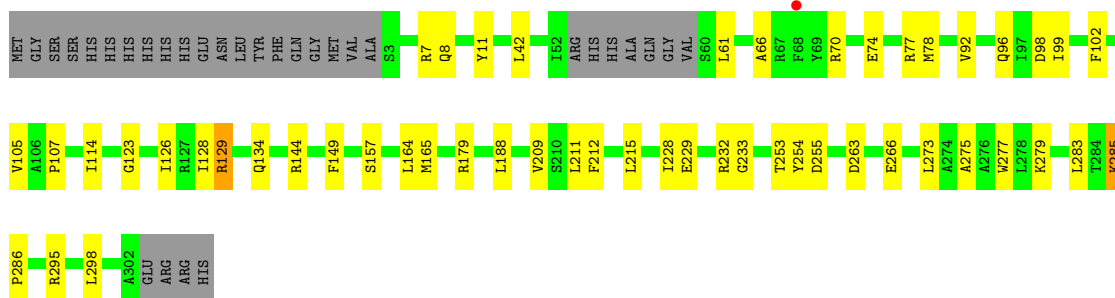 MET GLY SER SER HIS HIS HIS HIS HIS HIS GLU ASN LEU TYR PHE GLN GLY MET VAL ALA S3 R7 Q8 Y11 L42 I52 ARG HIS HIS ALA GLN GLY VAL S60 L61 A66 R67 F68 Y69 R70 E74 R77 M78 V92 Q96 I97 D98 I99 F102
V105 A106 P107 I114 G123 I126 R127 I128 R129 Q134 R144 F149 S157 L164 M165 R179 L188 V209 S210 L211 F212 L215 I228 E229 R232 G233 T253 Y254 D255 D263 E266 L273 A274 A275 A276 W277 L278 K279 L283 T284 K285
P286 R295 L298 A302 GLU ARG ARG HIS